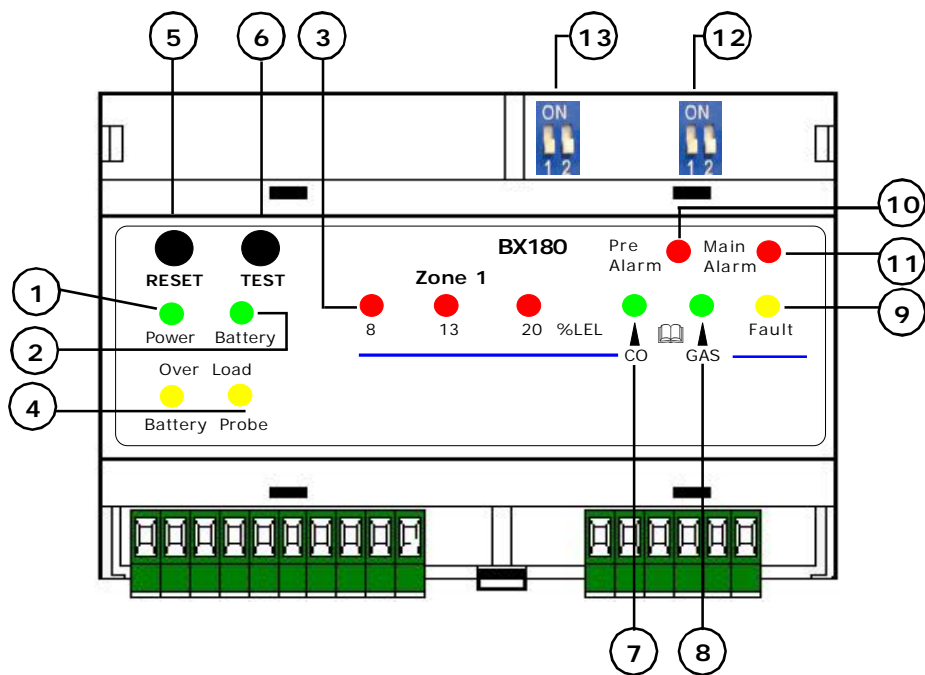 5 6 3 13 12
ON ON
1 2 1 2
10
BX180 Pre Alarm Main Alarm
RESET TEST
Zone 1
11
1
8 13 20 %LEL
Power Battery
Fault
9
2
CO GAS
Over Load
4
Battery Probe
7 8